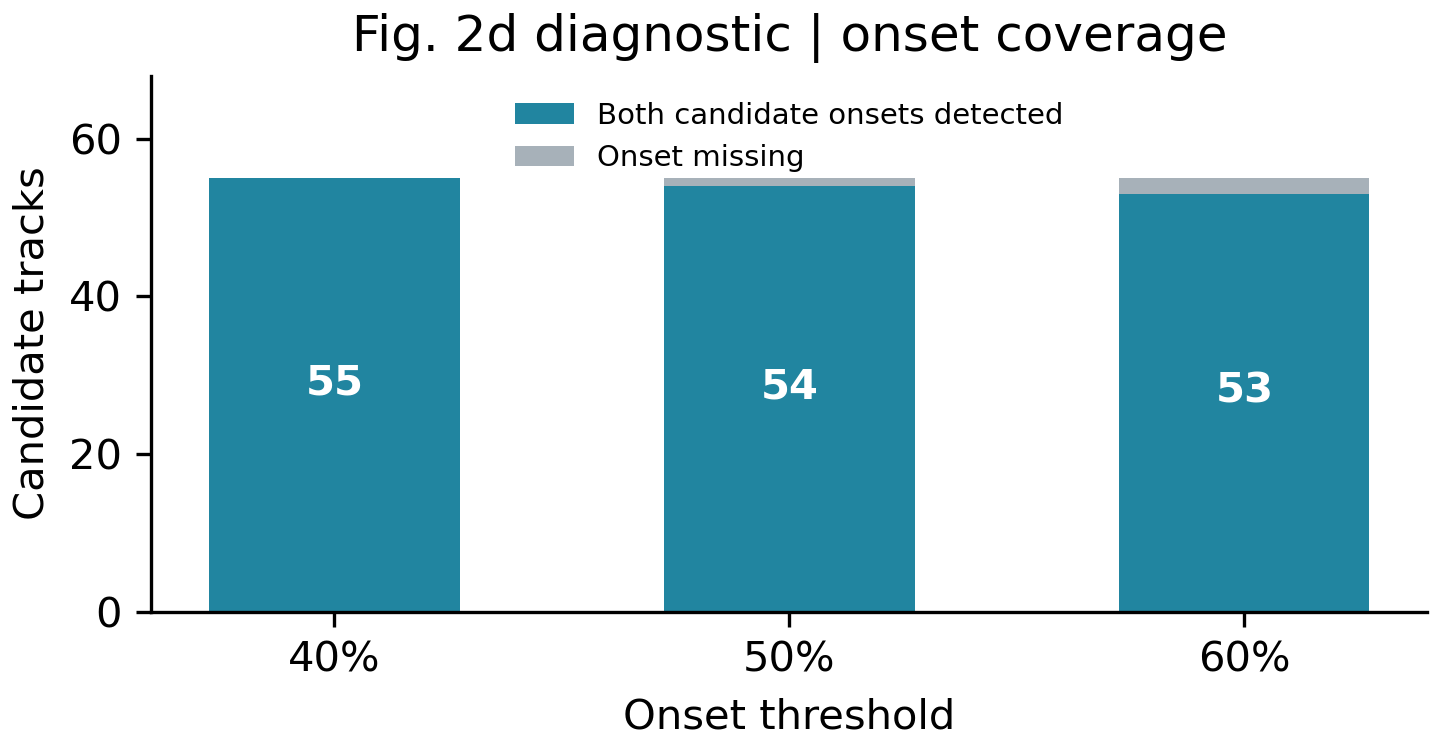 Fig. 2d diagnostic | onset coverage
Both candidate onsets detected
Onset missing
Candidate tracks
60
40
20
0
55
54
53
40%
50%
60%
Onset threshold